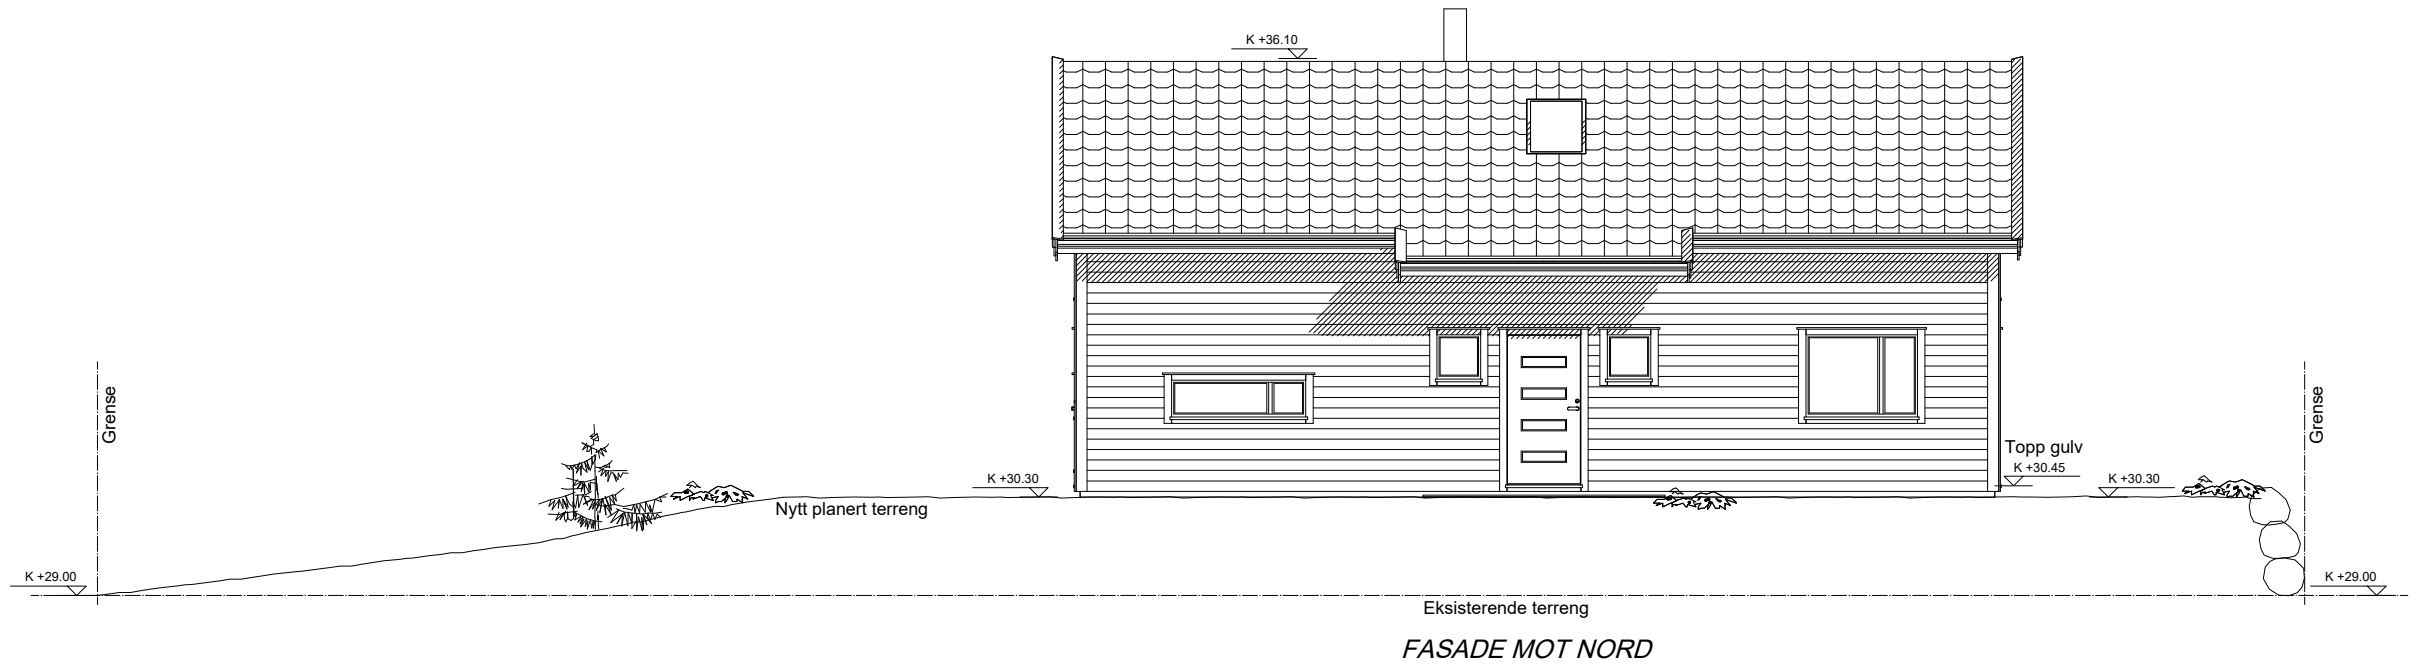 K +36.10
Grense
Grense
Topp gulv
K +30.45
K +30.30
K +30.30
Nytt planert terreng
K +29.00
K +29.00
Eksisterende terreng
FASADE MOT NORD